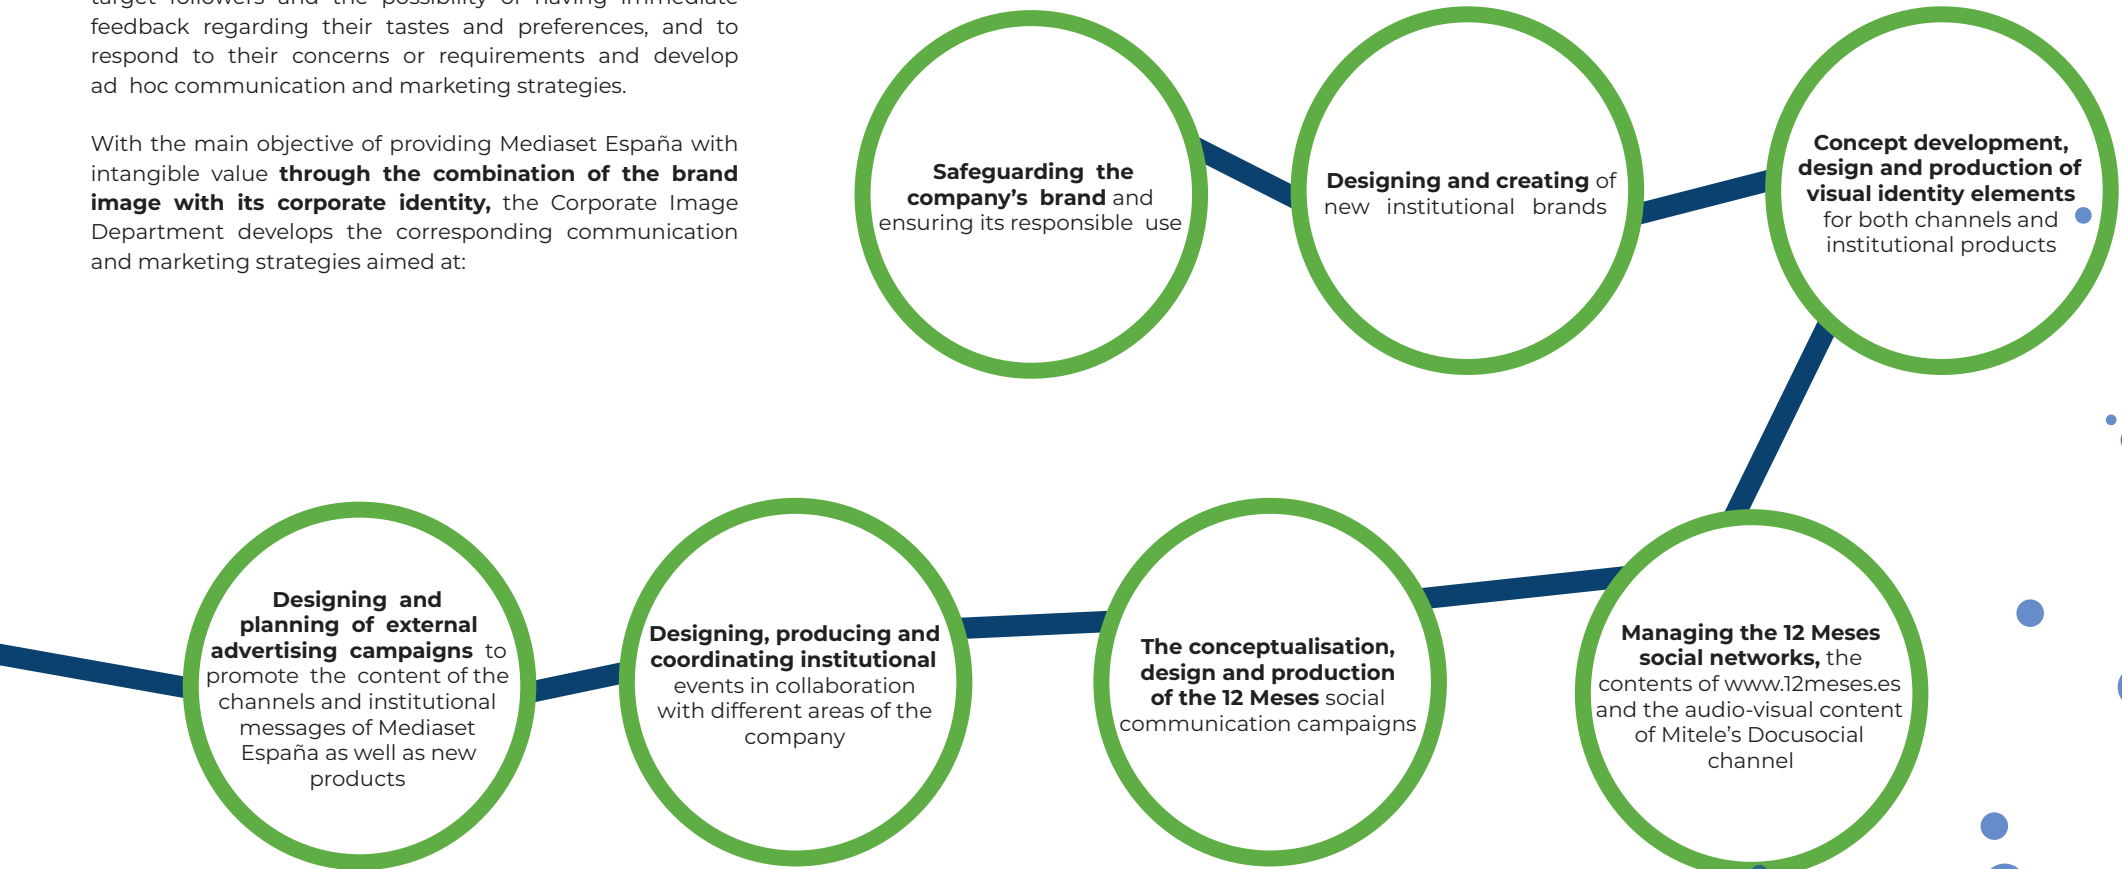 target followers and the possibility of having immediate
feedback regarding their tastes and preferences, and to
respond to their concerns or requirements and develop
ad hoc communication and marketing strategies.
With the main objective of providing Mediaset España with
intangible value through the combination of the brand
image with its corporate identity, the Corporate Image
Department develops the corresponding communication
and marketing strategies aimed at:
Safeguarding the
company's brand and
ensuring its responsible use
Designing and creating of
new institutional brands
Concept development,
design and production of
visual identity elements
for both channels and
institutional products
Managing the 12 Meses
social networks, the
contents of www.12meses.es
and the audio-visual content
of Mitele's Docusocial
channel
The conceptualisation,
design and production
of the 12 Meses social
communication campaigns
Designing, producing and
coordinating institutional
events in collaboration
with different areas of the
company
Designing and
planning of external
advertising campaigns to
promote the content of the
channels and institutional
messages of Mediaset
España as well as new
products